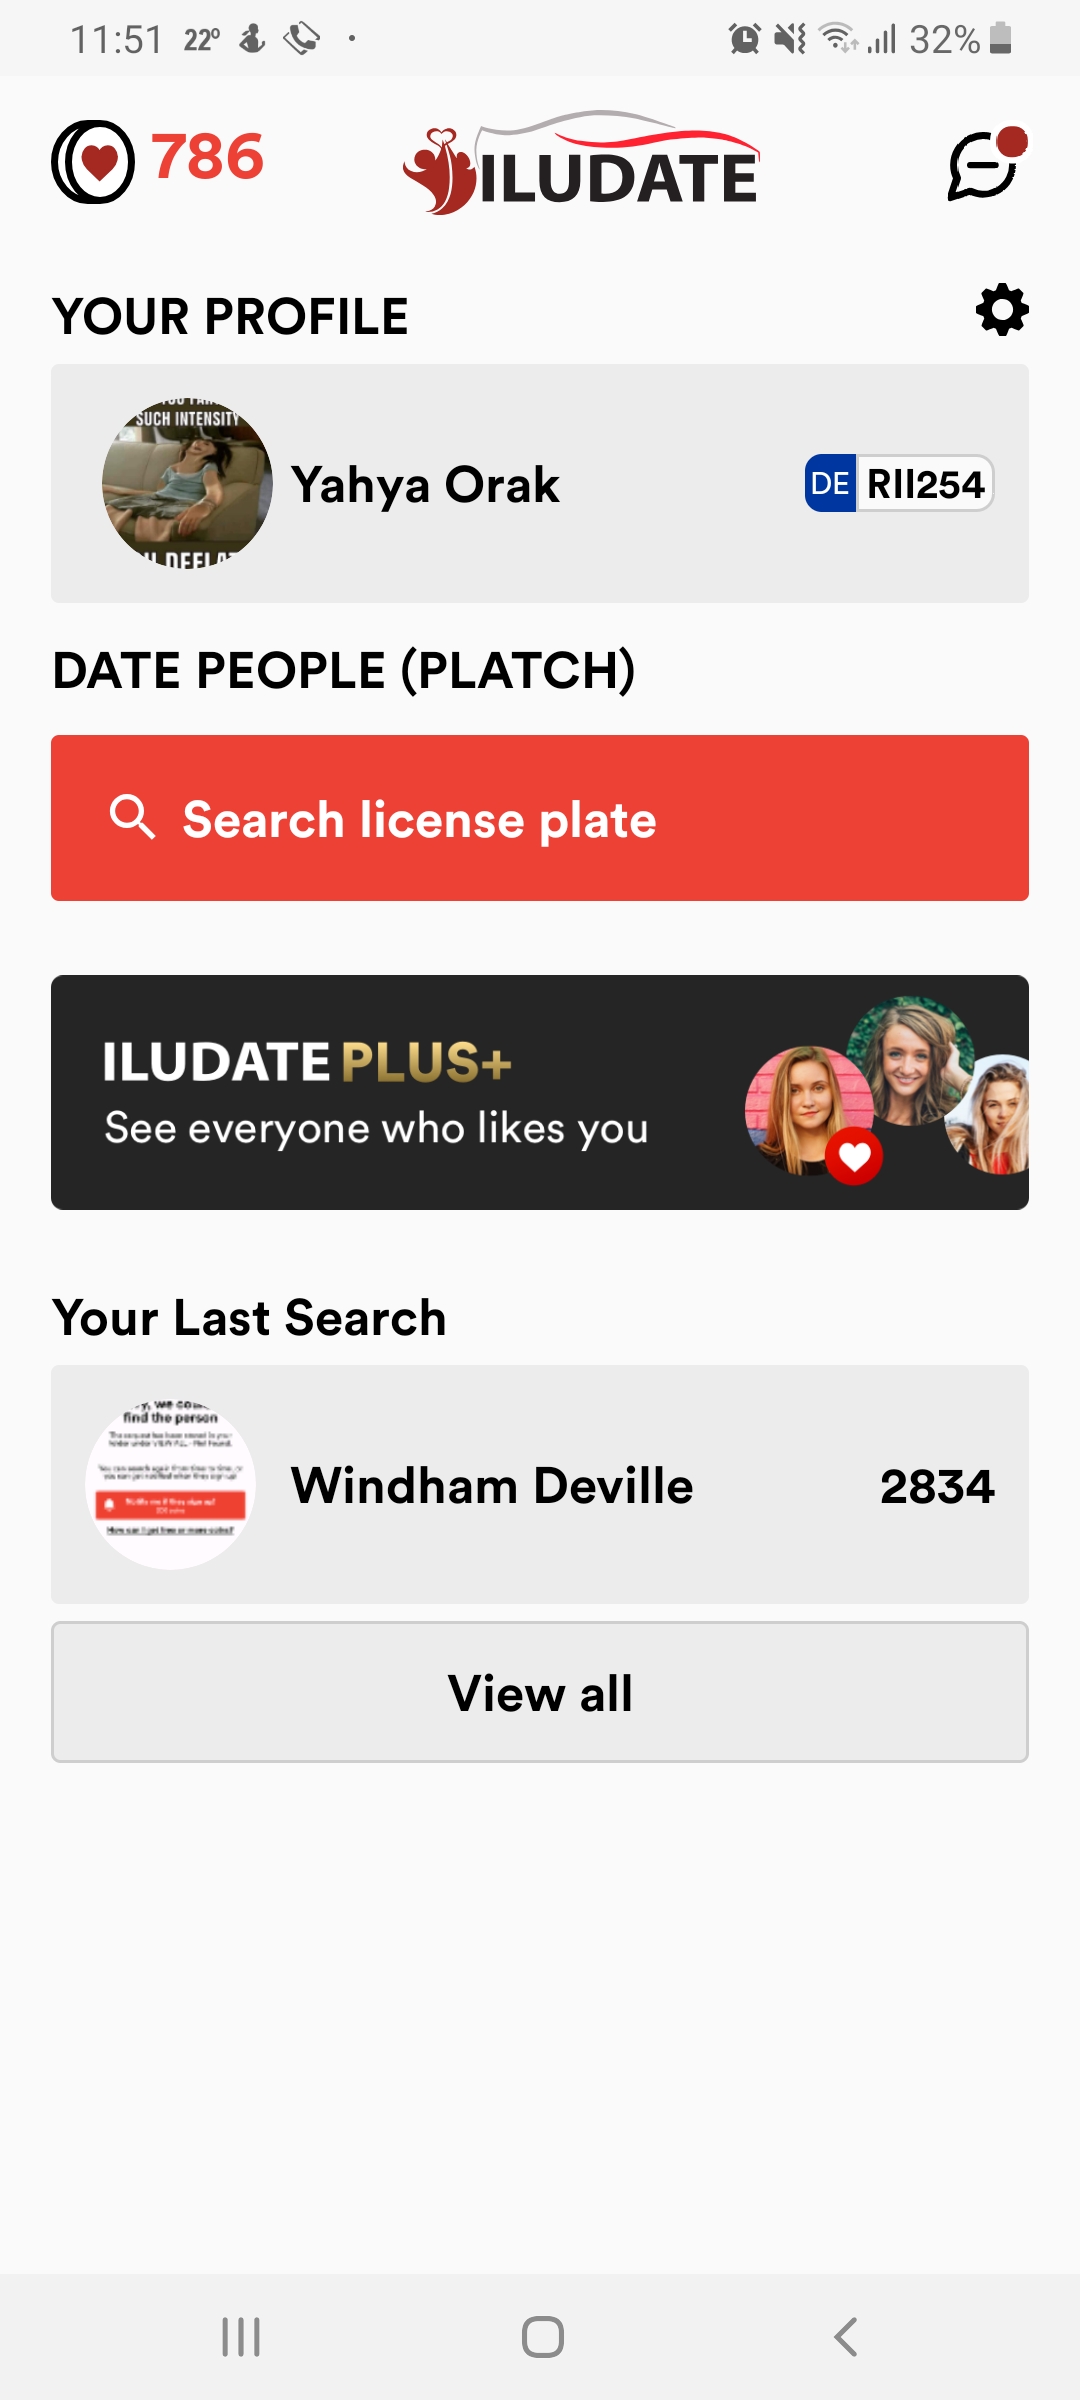 11:51 22° 32%
786
ILUDATE
YOUR PROFILE
SUCH INTENSITY
Yahya Orak
DE RII254
DATE PEOPLE (PLATCH)
Search license plate
ILUDATE PLUS+
See everyone who likes you
Your Last Search
find the person
Windham Deville
2834
View all